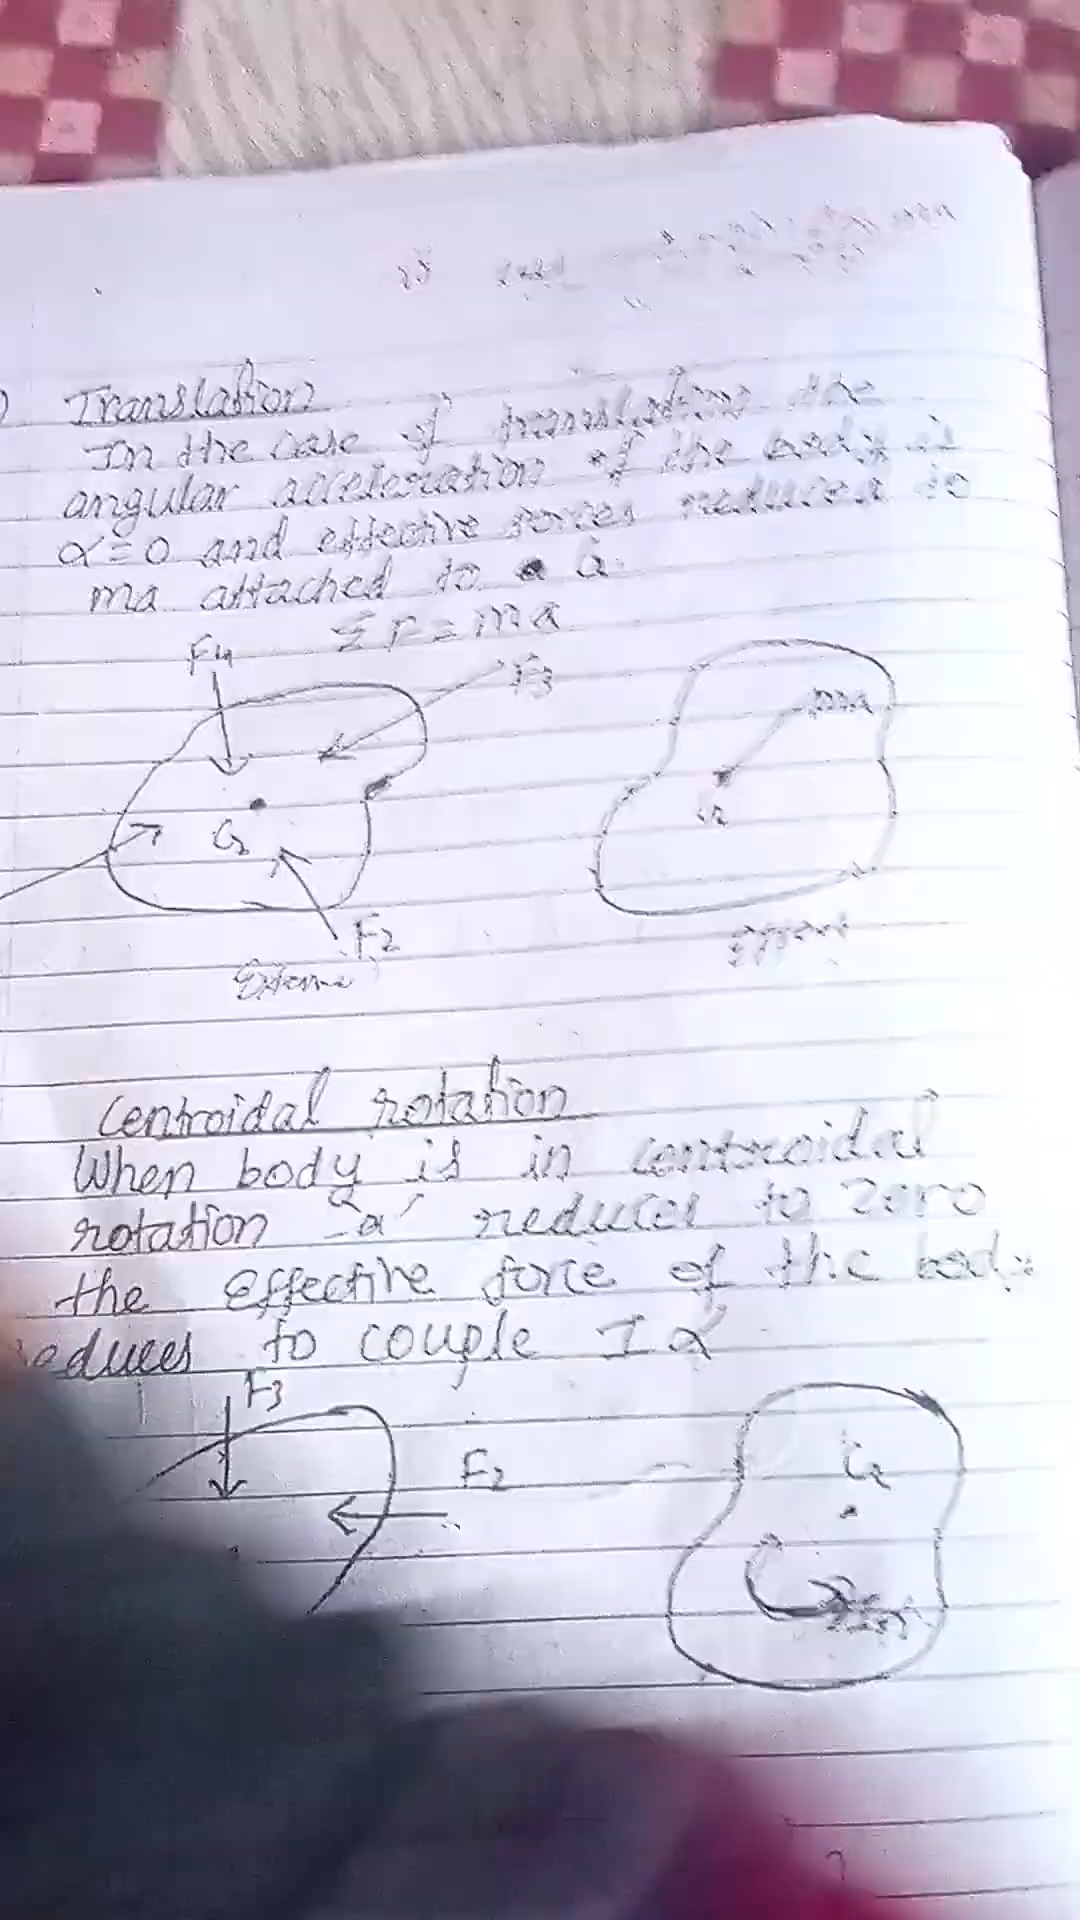 Translation
In the case of translation the
angular acceleration of the body is
α=0 and effective forces reduced to
ma attached to G.
ΣF=ma
F4
F3
ma
G
G
F2
Centroidal rotation
When body is in centroidal
rotation "a" reduces to zero
the effective force of the body
reduces to couple Iα
F3
F2
G